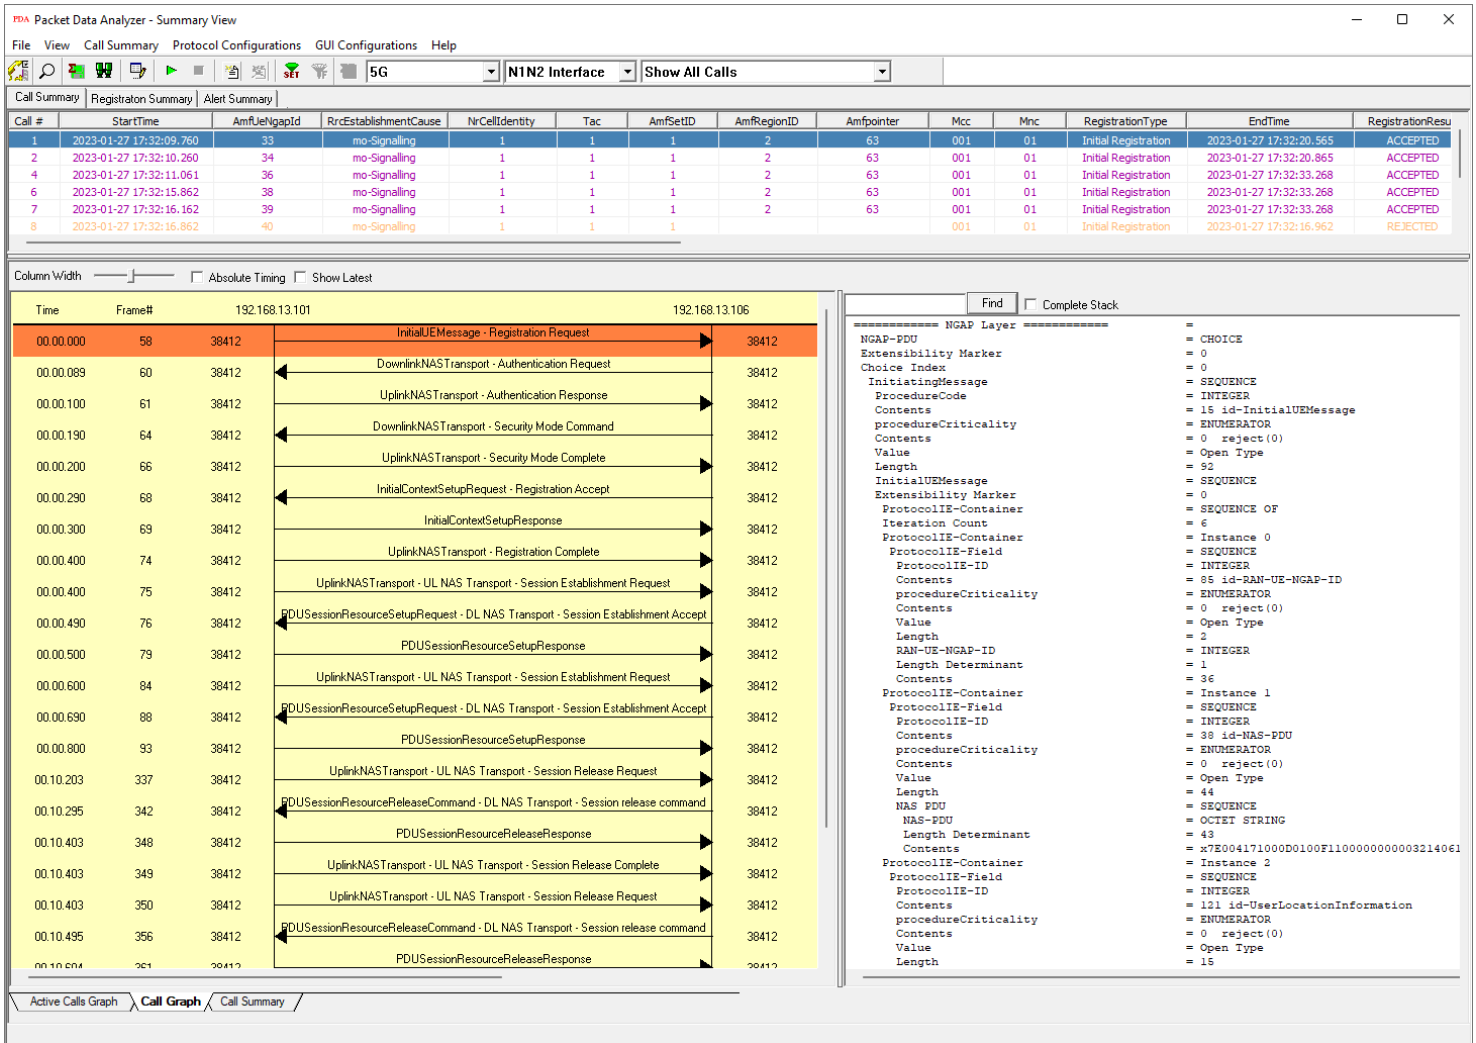 PDA Packet Data Analyzer - Summary View
File View Call Summary Protocol Configurations GUI Configurations Help
SET 5G N1N2 Interface Show All Calls
Call Summary Registraton Summary Alert Summary
Call # StartTime AmfUeNgapId RrcEstablishmentCause NrCellIdentity Tac AmfSetID AmfRegionID Amfpointer Mcc Mnc RegistrationType EndTime RegistrationResu
1 2023-01-27 17:32:09.760 33 mo-Signalling 1 1 1 2 63 001 01 Initial Registration 2023-01-27 17:32:20.565 ACCEPTED
2 2023-01-27 17:32:10.260 34 mo-Signalling 1 1 1 2 63 001 01 Initial Registration 2023-01-27 17:32:20.865 ACCEPTED
4 2023-01-27 17:32:11.061 36 mo-Signalling 1 1 1 2 63 001 01 Initial Registration 2023-01-27 17:32:33.268 ACCEPTED
6 2023-01-27 17:32:15.862 38 mo-Signalling 1 1 1 2 63 001 01 Initial Registration 2023-01-27 17:32:33.268 ACCEPTED
7 2023-01-27 17:32:16.162 39 mo-Signalling 1 1 1 2 63 001 01 Initial Registration 2023-01-27 17:32:33.268 ACCEPTED
8 2023-01-27 17:32:16.862 40 mo-Signalling 1 1 1 001 01 Initial Registration 2023-01-27 17:32:16.962 REJECTED
Column Width Absolute Timing Show Latest
Time Frame# 192.168.13.101 192.168.13.106
00.00.000 58 38412 InitialUEMessage - Registration Request 38412
00.00.089 60 38412 DownlinkNASTransport - Authentication Request 38412
00.00.100 61 38412 UplinkNASTransport - Authentication Response 38412
00.00.190 64 38412 DownlinkNASTransport - Security Mode Command 38412
00.00.200 66 38412 UplinkNASTransport - Security Mode Complete 38412
00.00.290 68 38412 InitialContextSetupRequest - Registration Accept 38412
00.00.300 69 38412 InitialContextSetupResponse 38412
00.00.400 74 38412 UplinkNASTransport - Registration Complete 38412
00.00.400 75 38412 UplinkNASTransport - UL NAS Transport - Session Establishment Request 38412
00.00.490 76 38412 PDUSessionResourceSetupRequest - DL NAS Transport - Session Establishment Accept 38412
00.00.500 79 38412 PDUSessionResourceSetupResponse 38412
00.00.600 84 38412 UplinkNASTransport - UL NAS Transport - Session Establishment Request 38412
00.00.690 88 38412 PDUSessionResourceSetupRequest - DL NAS Transport - Session Establishment Accept 38412
00.00.800 93 38412 PDUSessionResourceSetupResponse 38412
00.10.203 337 38412 UplinkNASTransport - UL NAS Transport - Session Release Request 38412
00.10.295 342 38412 PDUSessionResourceReleaseCommand - DL NAS Transport - Session release command 38412
00.10.403 348 38412 PDUSessionResourceReleaseResponse 38412
00.10.403 349 38412 UplinkNASTransport - UL NAS Transport - Session Release Complete 38412
00.10.403 350 38412 UplinkNASTransport - UL NAS Transport - Session Release Request 38412
00.10.495 356 38412 PDUSessionResourceReleaseCommand - DL NAS Transport - Session release command 38412
00.10.604 361 38412 PDUSessionResourceReleaseResponse 38412
Find Complete Stack
============ NGAP Layer ============ =
NGAP-PDU = CHOICE
Extensibility Marker = 0
Choice Index = 0
InitiatingMessage = SEQUENCE
ProcedureCode = INTEGER
Contents = 15 id-InitialUEMessage
procedureCriticality = ENUMERATOR
Contents = 0 reject(0)
Value = Open Type
Length = 92
InitialUEMessage = SEQUENCE
Extensibility Marker = 0
ProtocolIE-Container = SEQUENCE OF
Iteration Count = 6
ProtocolIE-Container = Instance 0
ProtocolIE-Field = SEQUENCE
ProtocolIE-ID = INTEGER
Contents = 85 id-RAN-UE-NGAP-ID
procedureCriticality = ENUMERATOR
Contents = 0 reject(0)
Value = Open Type
Length = 2
RAN-UE-NGAP-ID = INTEGER
Length Determinant = 1
Contents = 36
ProtocolIE-Container = Instance 1
ProtocolIE-Field = SEQUENCE
ProtocolIE-ID = INTEGER
Contents = 38 id-NAS-PDU
procedureCriticality = ENUMERATOR
Contents = 0 reject(0)
Value = Open Type
Length = 44
NAS PDU = SEQUENCE
NAS-PDU = OCTET STRING
Length Determinant = 43
Contents = x7E004171000D0100F1100000000003214061
ProtocolIE-Container = Instance 2
ProtocolIE-Field = SEQUENCE
ProtocolIE-ID = INTEGER
Contents = 121 id-UserLocationInformation
procedureCriticality = ENUMERATOR
Contents = 0 reject(0)
Value = Open Type
Length = 15
Active Calls Graph Call Graph Call Summary